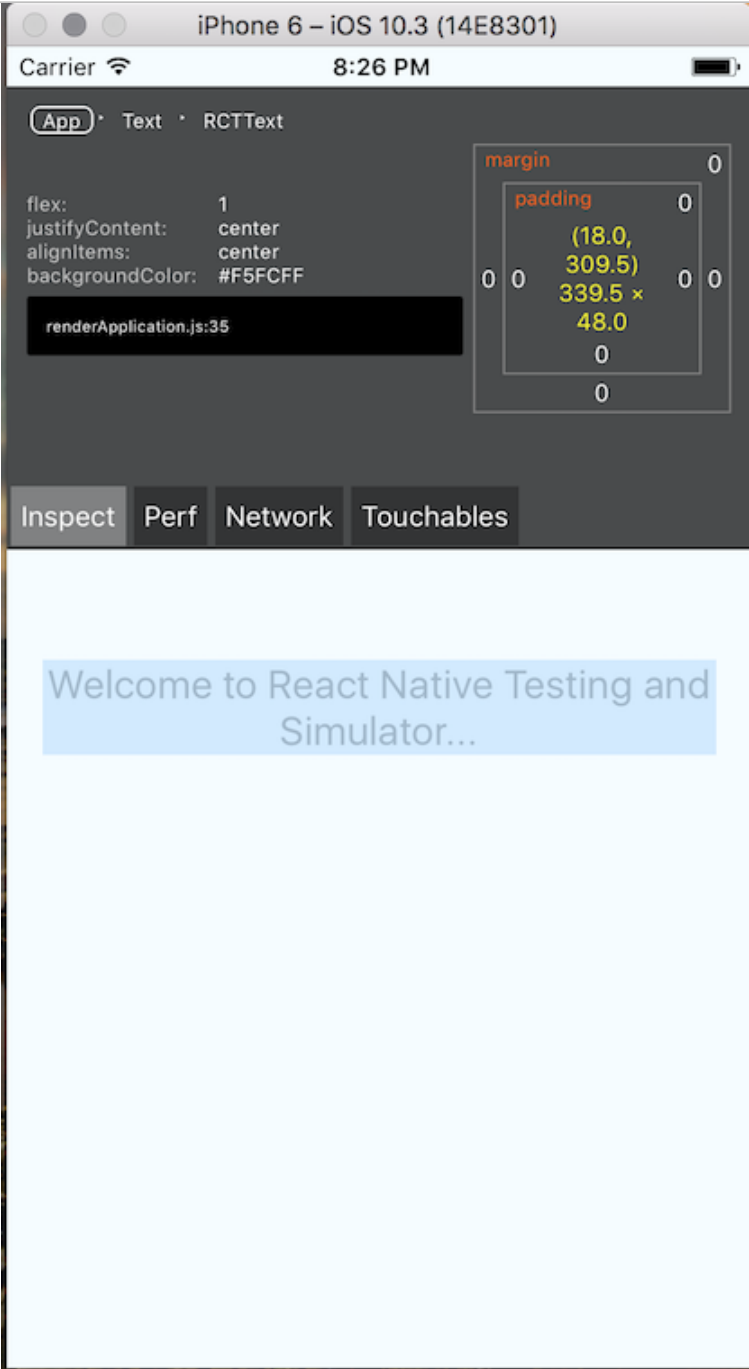 iPhone 6 – iOS 10.3 (14E8301)
Carrier 8:26 PM
App Text RCTText
margin 0
padding 0
flex: 1
justifyContent: center
alignItems: center
backgroundColor: #F5FCFF
0 0 (18.0, 0 0
309.5)
339.5 ×
48.0
0
0
renderApplication.js:35
Inspect Perf Network Touchables
Welcome to React Native Testing and
Simulator...